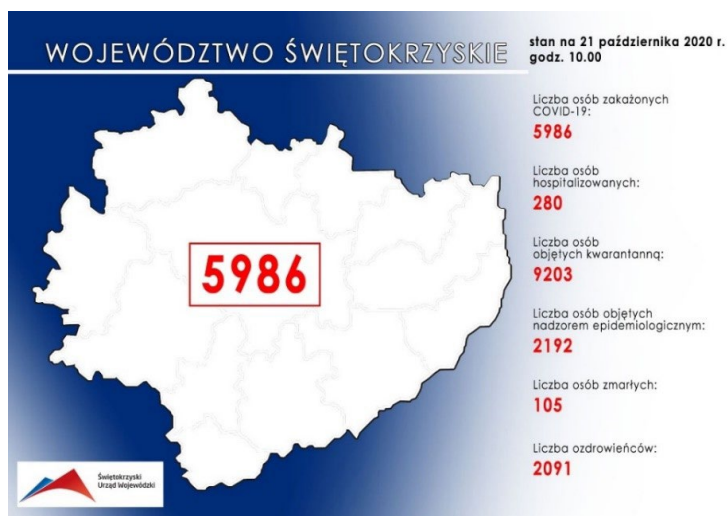 WOJEWÓDZTWO ŚWIĘTOKRZYSKIE
stan na 21 października 2020 r.
godz. 10.00
Liczba osób zakażonych
COVID-19:
5986
Liczba osób
hospitalizowanych:
280
Liczba osób
objętych kwarantanną:
9203
Liczba osób objętych
nadzorem epidemiologicznym:
2192
Liczba osób zmarłych:
105
Liczba ozdrowieńców:
2091
5986
Świętokrzyski
Urząd Wojewódzki